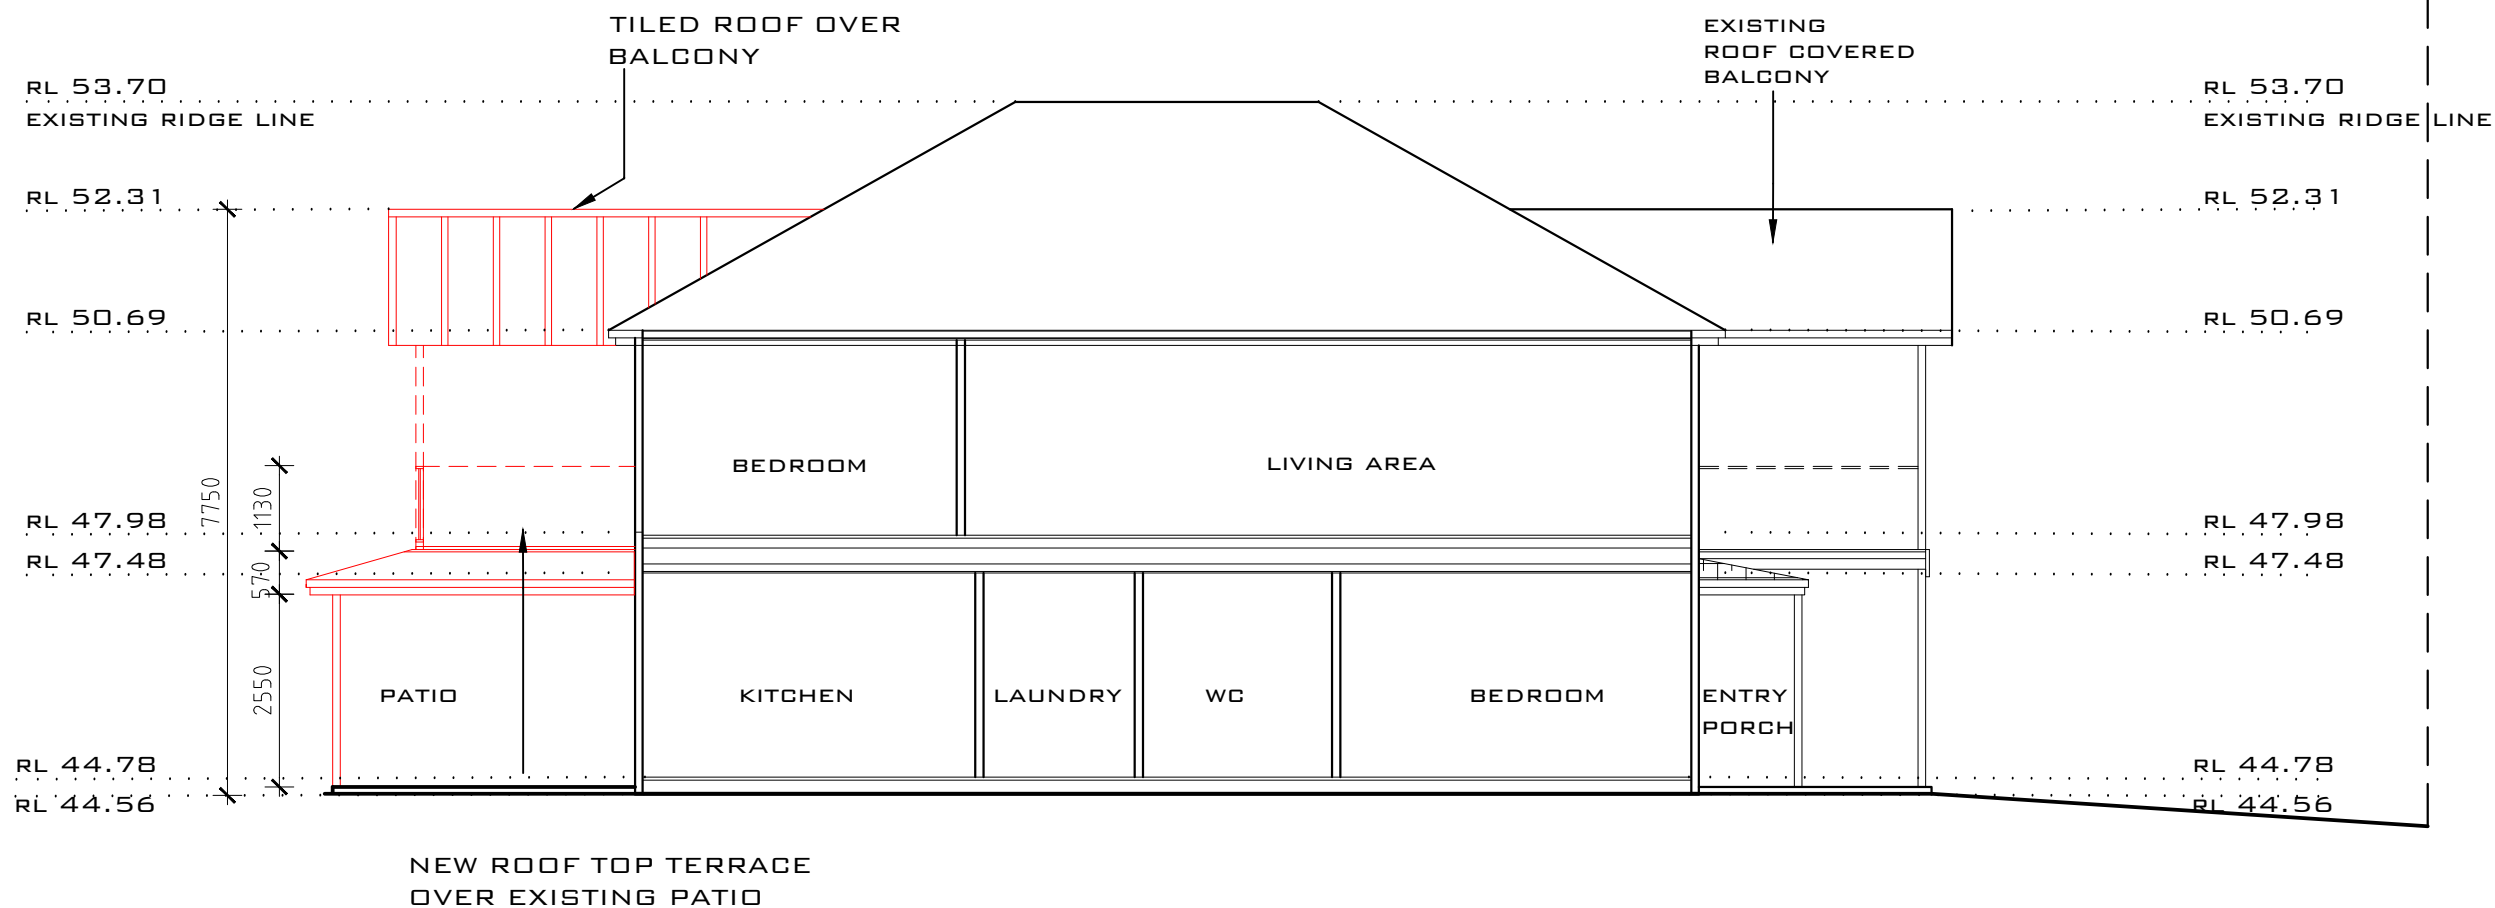 TILED ROOF OVER
BALCONY
EXISTING
ROOF COVERED
BALCONY
RL 53.70
EXISTING RIDGE LINE
RL 53.70
EXISTING RIDGE LINE
RL 52.31
RL 52.31
RL 50.69
RL 50.69
BEDROOM
LIVING AREA
7750
1130
RL 47.98
RL 47.98
RL 47.48
RL 47.48
570
2550
PATIO
KITCHEN
LAUNDRY
WC
BEDROOM
ENTRY
PORCH
RL 44.78
RL 44.78
RL 44.56
RL 44.56
NEW ROOF TOP TERRACE
OVER EXISTING PATIO